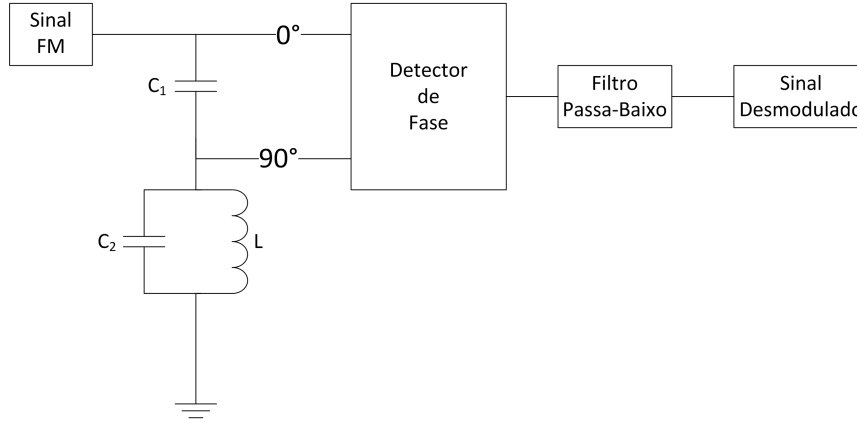 Sinal
FM
0°
C₁
Detector
de
Fase
Filtro
Passa-Baixo
Sinal
Desmodulado
90°
C₂
L